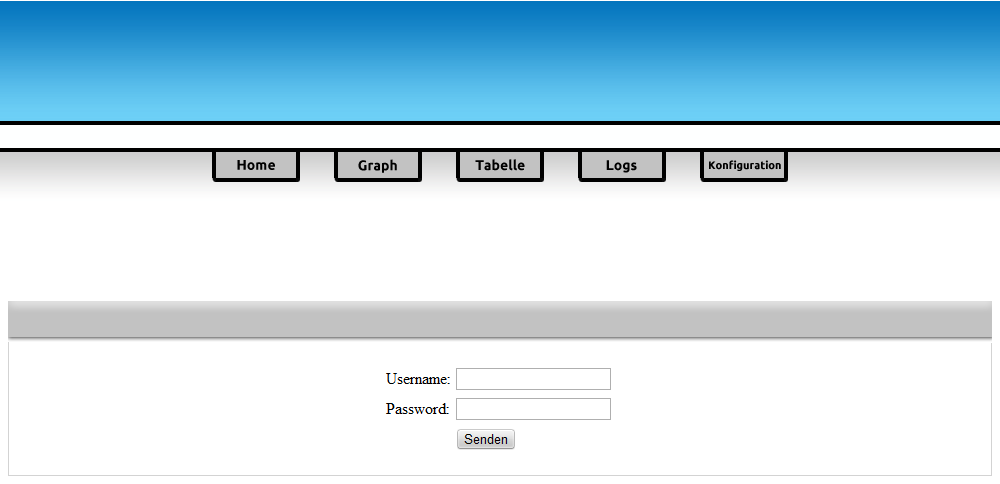 Home Graph Tabelle Logs Konfiguration
Username:
Password:
Senden